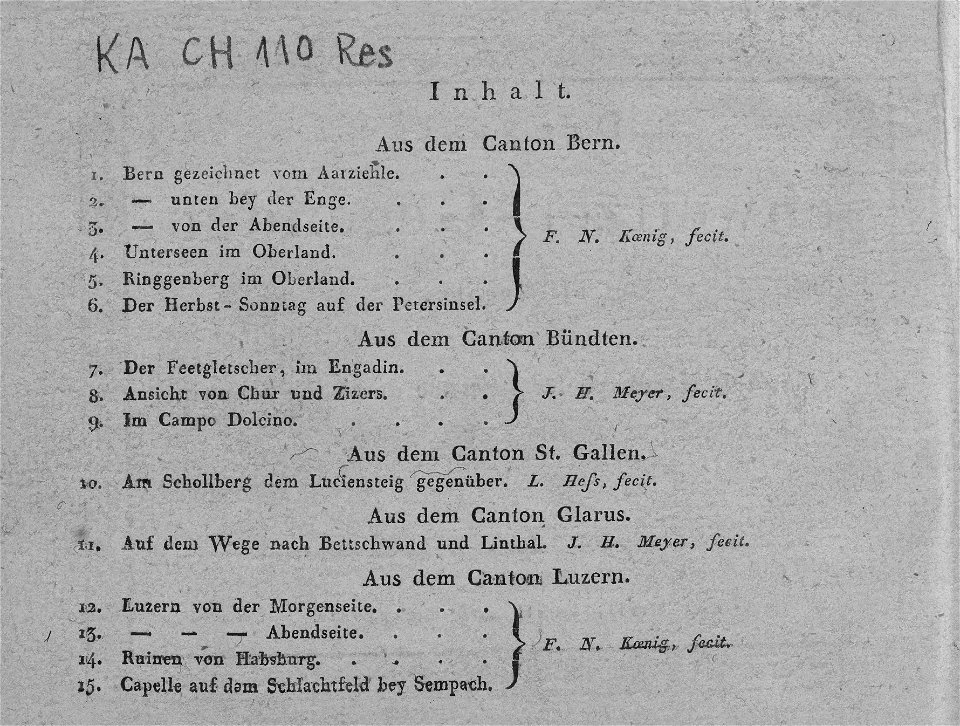 KA CH 110 Res
Inhalt.
Aus dem Canton Bern.
1. Bern gezeichnet vom Aarziehle. . .
2. — unten bey der Enge. . . .
3. — von der Abendseite. . . .
F. N. Kœnig, fecit.
4. Unterseen im Oberland. . . .
5. Ringgenberg im Oberland. . . .
6. Der Herbst-Sonntag auf der Petersinsel.
Aus dem Canton Bündten.
7. Der Feetgletscher, im Engadin. . .
8. Ansicht von Chur und Zizers. . . J. H. Meyer, fecit.
9. Im Campo Dolcino. . . . .
Aus dem Canton St. Gallen.
10. Am Schollberg dem Luciensteig gegenüber. L. Heſs, fecit.
Aus dem Canton Glarus.
11. Auf dem Wege nach Bettschwand und Linthal. J. H. Meyer, fecit.
Aus dem Canton Luzern.
12. Luzern von der Morgenseite. . . .
13. — — — Abendseite. . . .
F. N. Kœnig, fecit.
14. Ruinen von Habsburg. . . . .
15. Capelle auf dem Schlachtfeld bey Sempach.